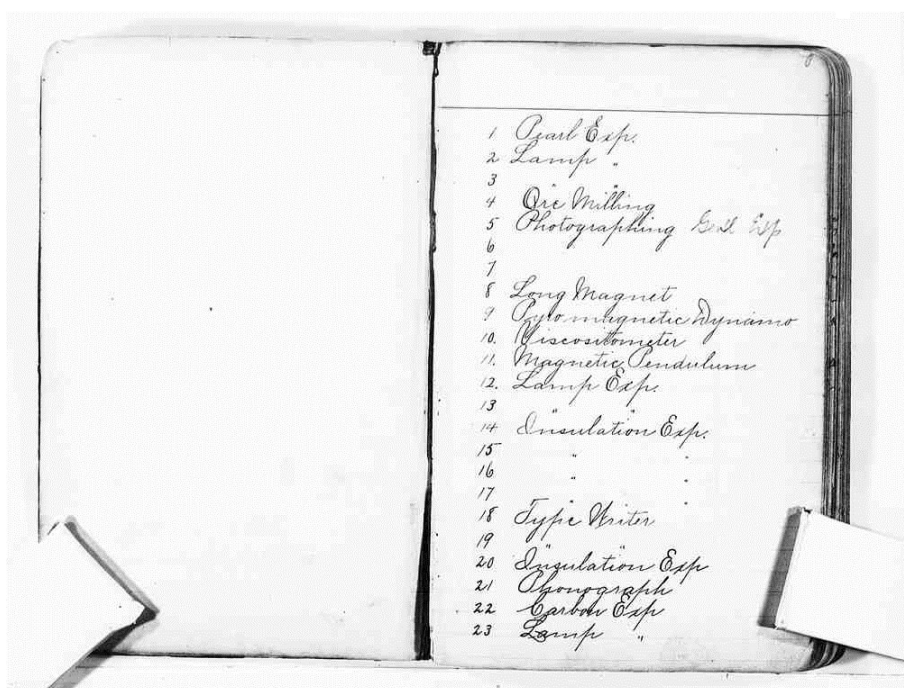 1 Pearl Exp.
2 Lamp "
3 " "
4 Ore Milling
5 Photographing Genl Exp
6
7
8 Long Magnet
9 Pyromagnetic Dynamo
10. Viscositometer
11. Magnetic Pendulum
12. Lamp Exp.
13 " "
14 Insulation Exp.
15 " "
16 " "
17 " "
18 Type Writer
19 " "
20 Insulation Exp
21 Phonograph
22 Carbon Exp
23 Lamp "